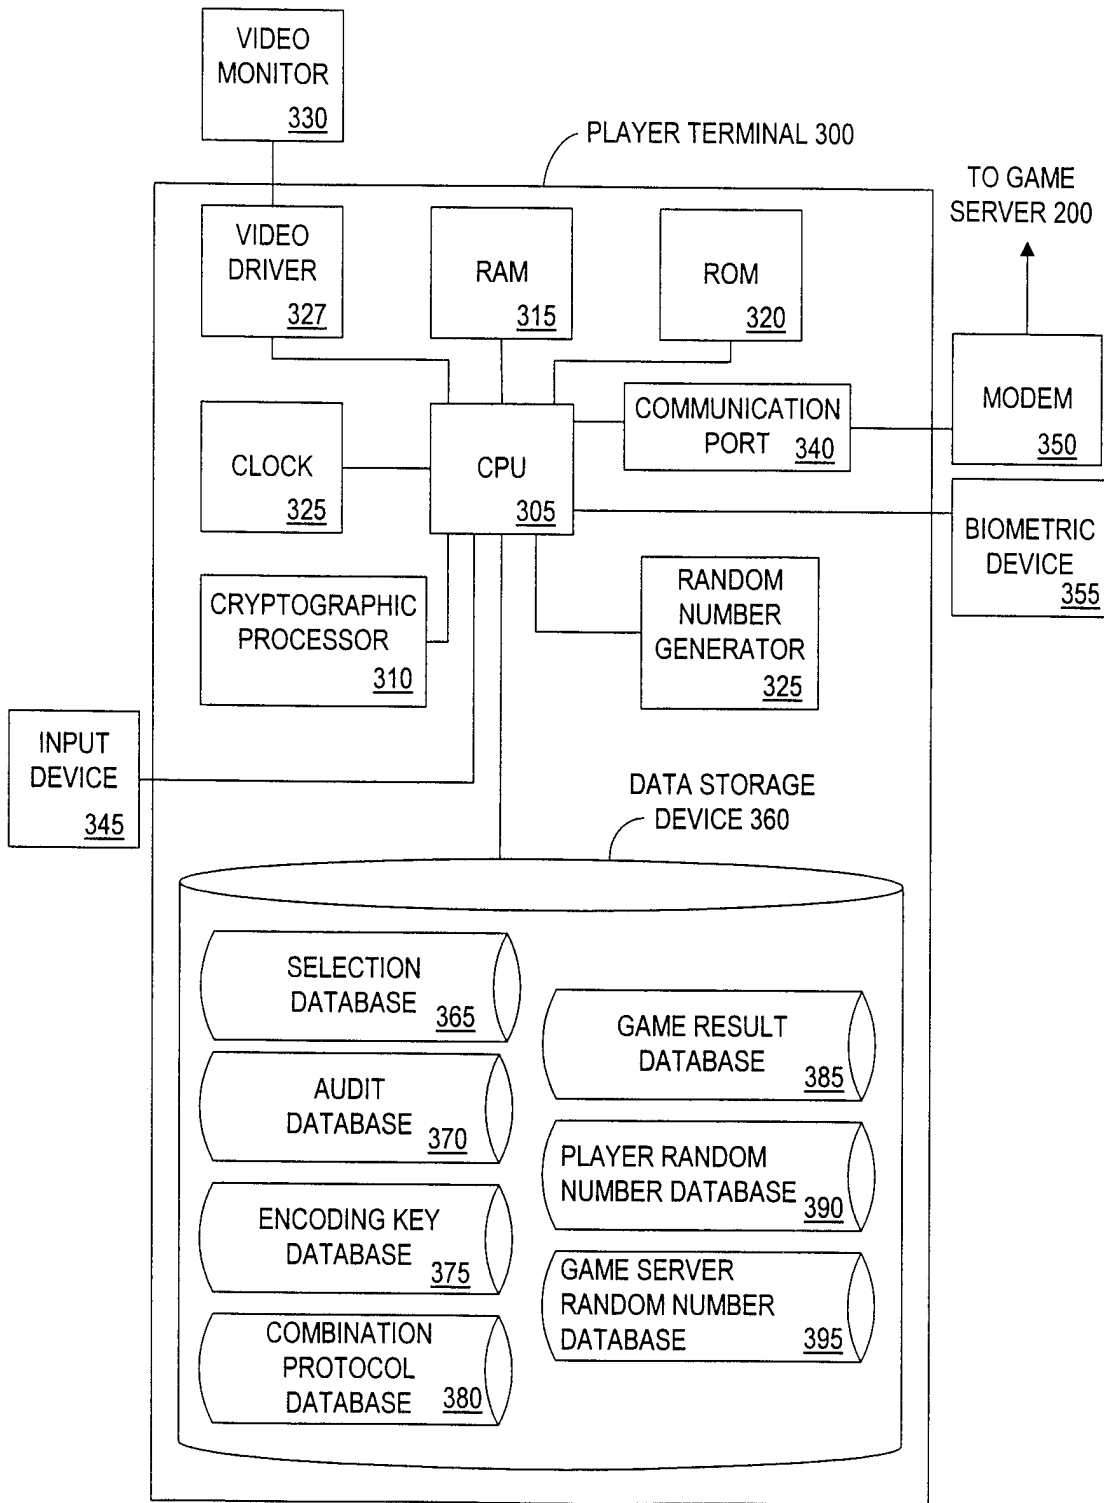 VIDEO
MONITOR
330
PLAYER TERMINAL 300
TO GAME
SERVER 200
VIDEO
DRIVER
327
RAM
315
ROM
320
MODEM
350
CLOCK
325
CPU
305
COMMUNICATION
PORT
340
BIOMETRIC
DEVICE
355
CRYPTOGRAPHIC
PROCESSOR
310
RANDOM
NUMBER
GENERATOR
325
INPUT
DEVICE
345
DATA STORAGE
DEVICE 360
SELECTION
DATABASE
365
AUDIT
DATABASE
370
ENCODING KEY
DATABASE
375
COMBINATION
PROTOCOL
DATABASE
380
GAME RESULT
DATABASE
385
PLAYER RANDOM
NUMBER DATABASE
390
GAME SERVER
RANDOM NUMBER
DATABASE
395